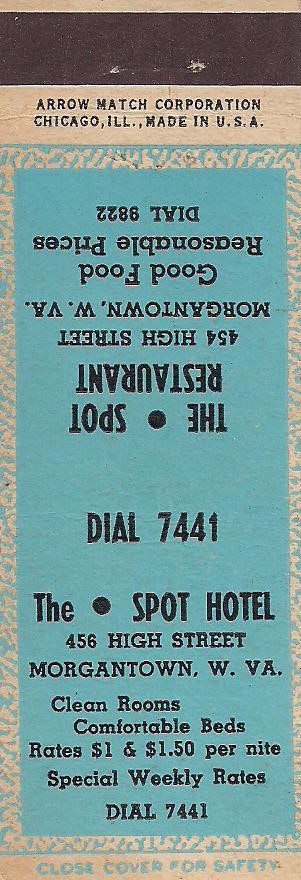 ARROW MATCH CORPORATION
CHICAGO, ILL., MADE IN U.S.A.
THE ● SPOT
RESTAURANT
454 HIGH STREET
MORGANTOWN, W. VA.
Good Food
Reasonable Prices
DIAL 9822
DIAL 7441
The ● SPOT HOTEL
456 HIGH STREET
MORGANTOWN, W. VA.
Clean Rooms
Comfortable Beds
Rates $1 & $1.50 per nite
Special Weekly Rates
DIAL 7441
CLOSE COVER FOR SAFETY